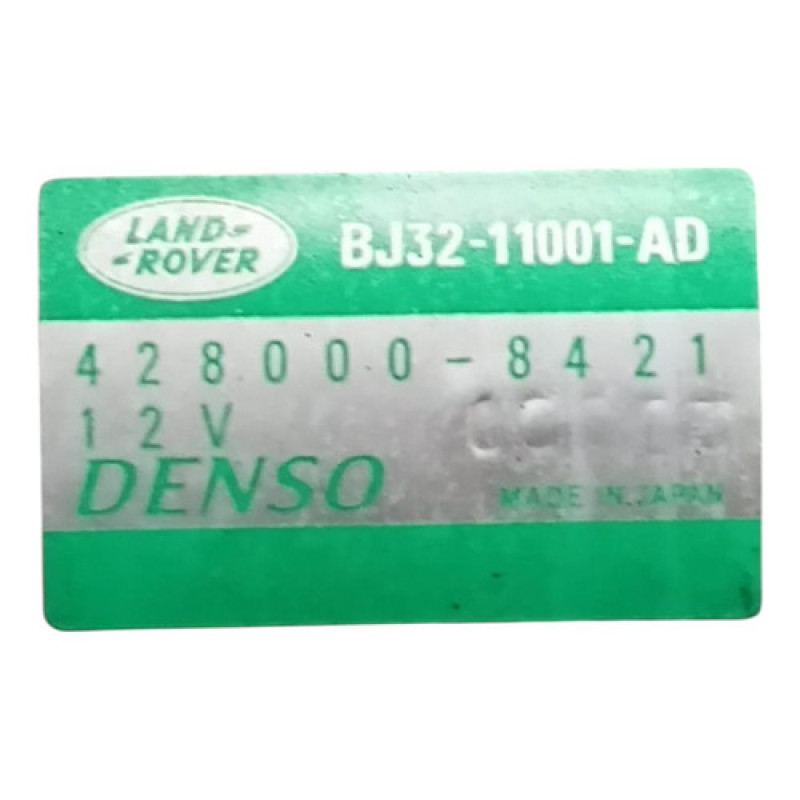 LAND-
-ROVER
BJ32-11001-AD
428000-8421
12V
DENSO
MADE IN JAPAN